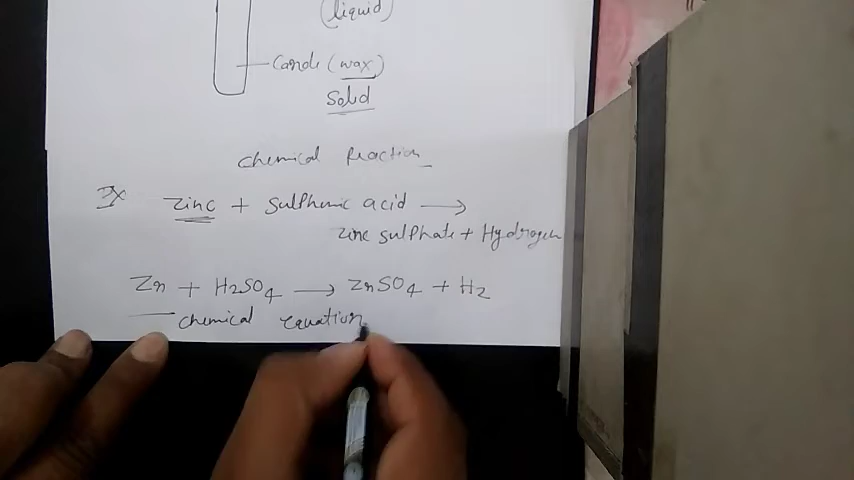 (liquid)
Candle (wax)
Solid
chemical Reaction
Ex Zinc + Sulphuric acid ⟶
Zinc sulphate + Hydrogen
Zn + H₂SO₄ ⟶ ZnSO₄ + H₂
chemical equation